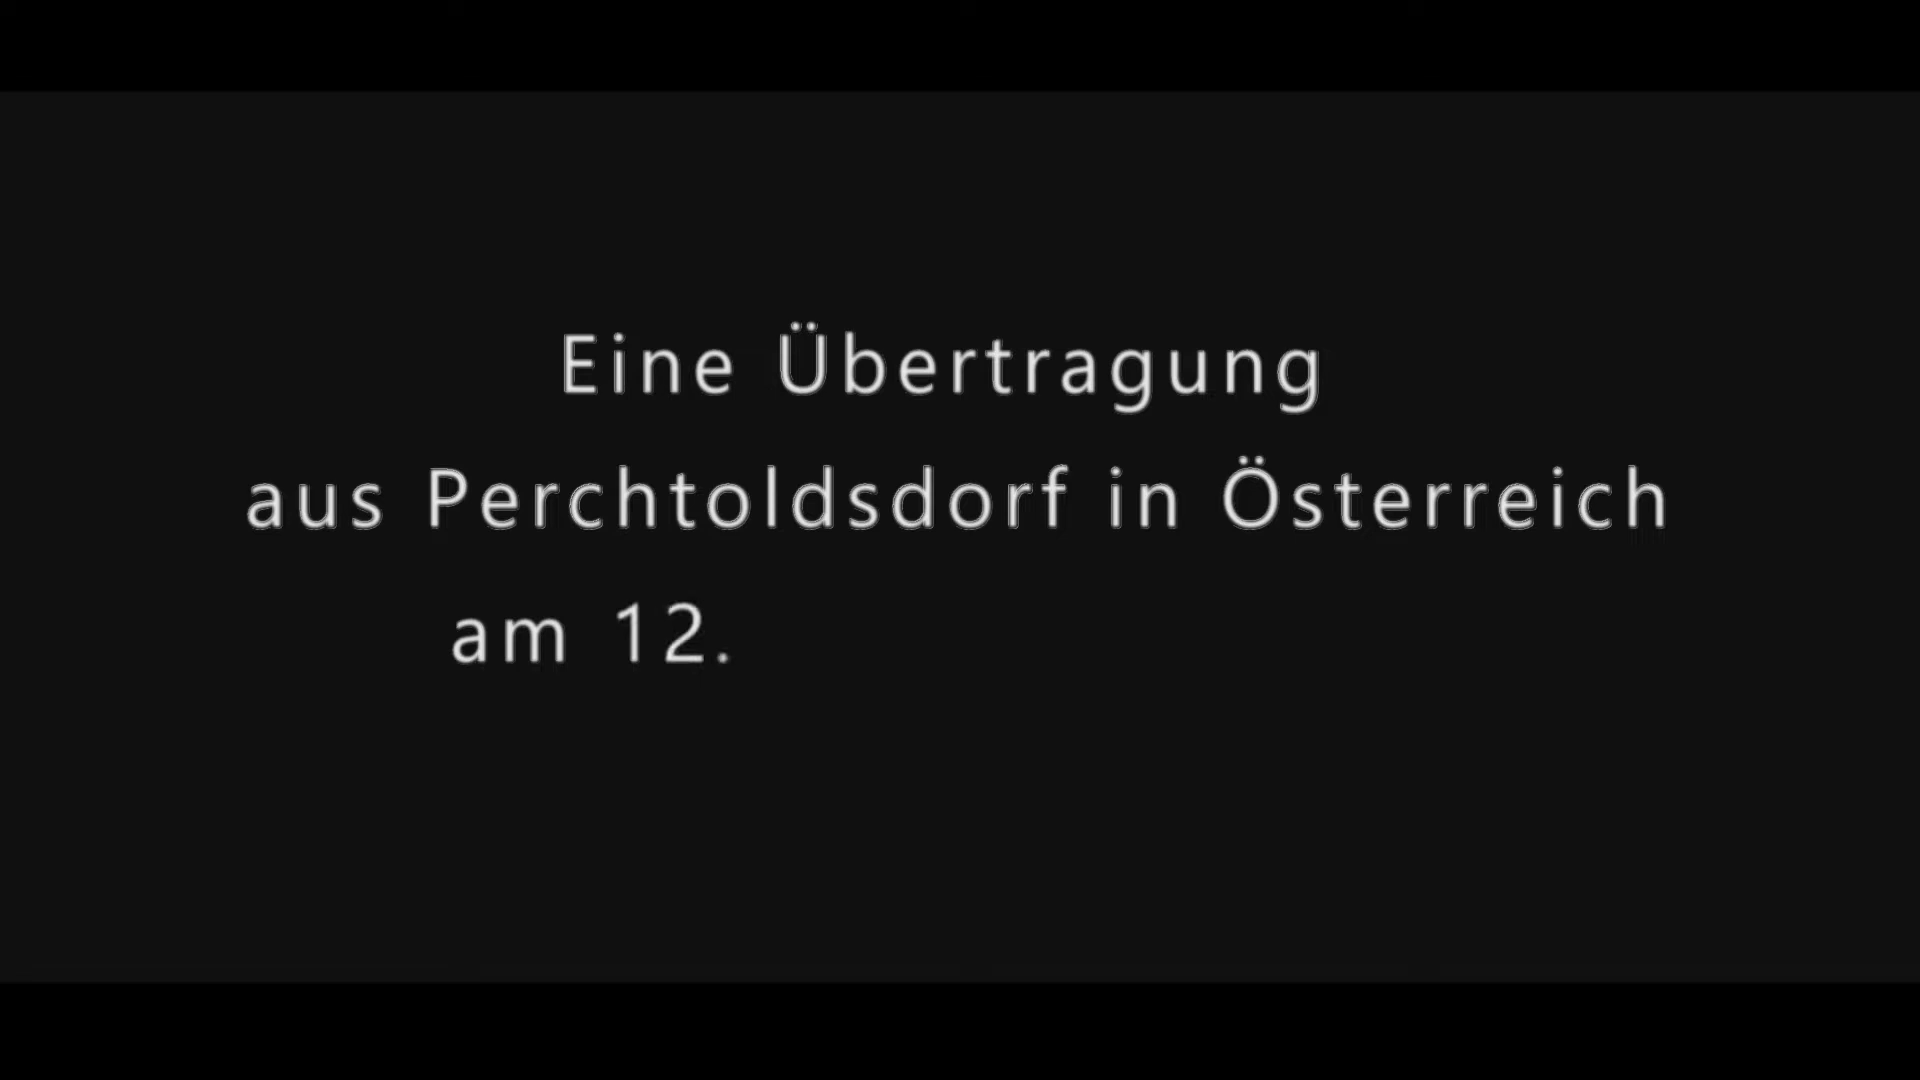 Eine Übertragung
aus Perchtoldsdorf in Österreich
am 12.